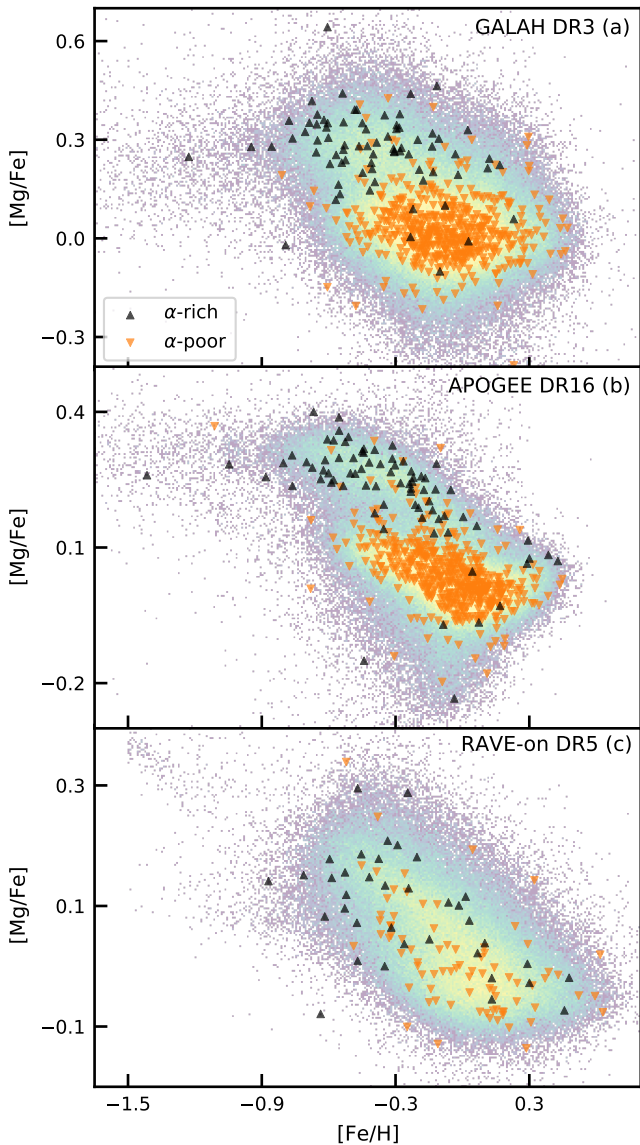 GALAH DR3 (a)
0.6
0.3
0.0
−0.3
[Mg/Fe]
α-rich
α-poor
APOGEE DR16 (b)
0.4
0.1
−0.2
[Mg/Fe]
RAVE-on DR5 (c)
0.3
0.1
−0.1
[Mg/Fe]
−1.5 −0.9 −0.3 0.3
[Fe/H]